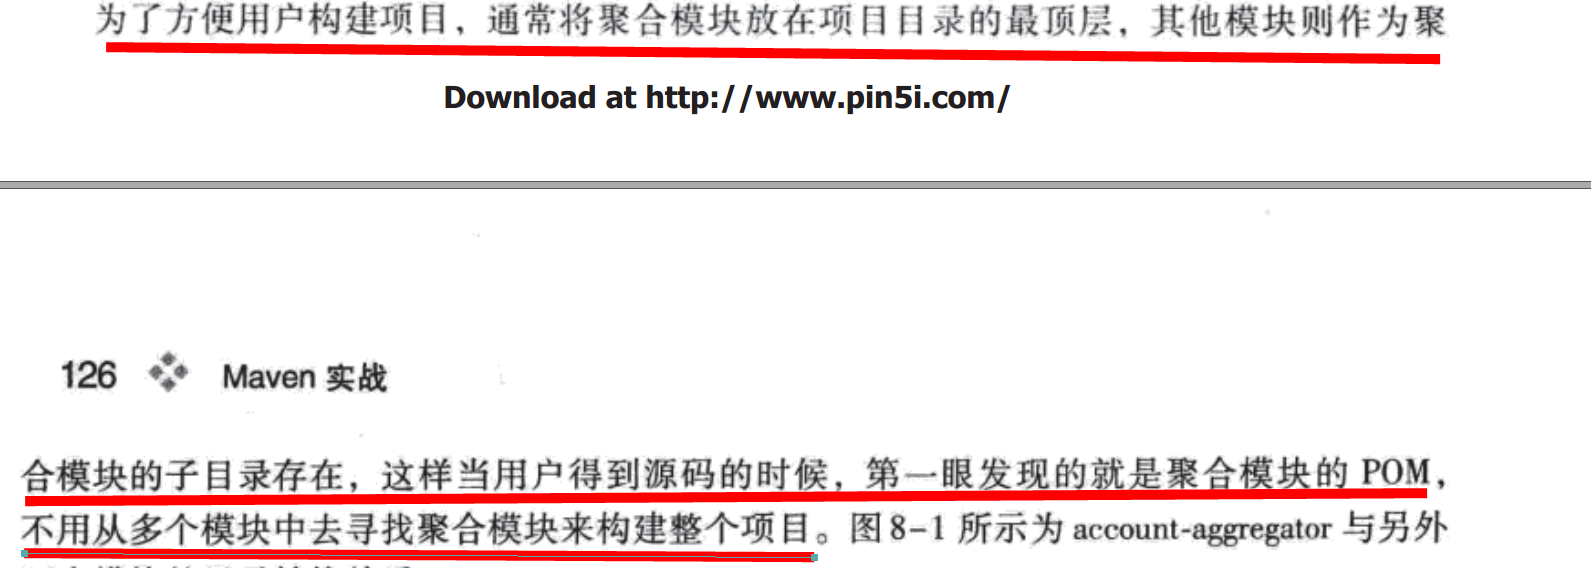 为了方便用户构建项目，通常将聚合模块放在项目目录的最顶层，其他模块则作为聚
Download at http://www.pin5i.com/
126 Maven 实战
合模块的子目录存在，这样当用户得到源码的时候，第一眼发现的就是聚合模块的 POM，
不用从多个模块中去寻找聚合模块来构建整个项目。图 8-1 所示为 account-aggregator 与另外